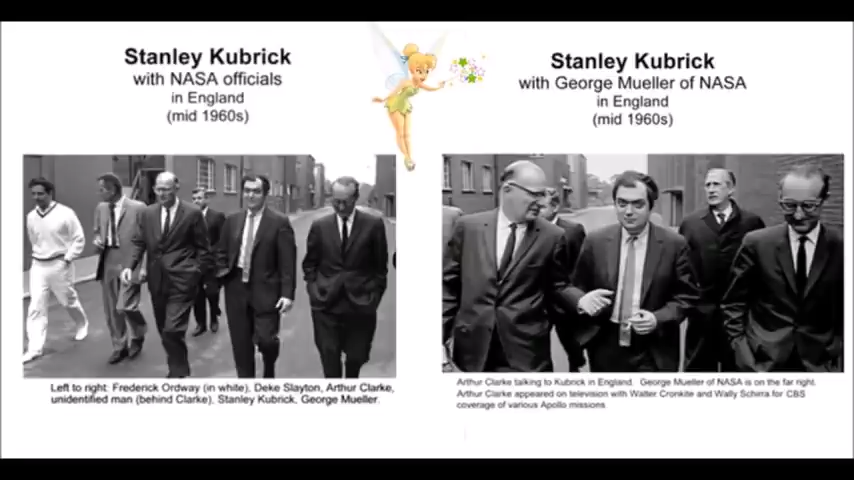 Stanley Kubrick
with NASA officials
in England
(mid 1960s)
Left to right: Frederick Ordway (in white), Deke Slayton, Arthur Clarke,
unidentified man (behind Clarke), Stanley Kubrick, George Mueller.
Stanley Kubrick
with George Mueller of NASA
in England
(mid 1960s)
Arthur Clarke talking to Kubrick in England. George Mueller of NASA is on the far right.
Arthur Clarke appeared on television with Walter Cronkite and Wally Schirra for CBS
coverage of various Apollo missions.